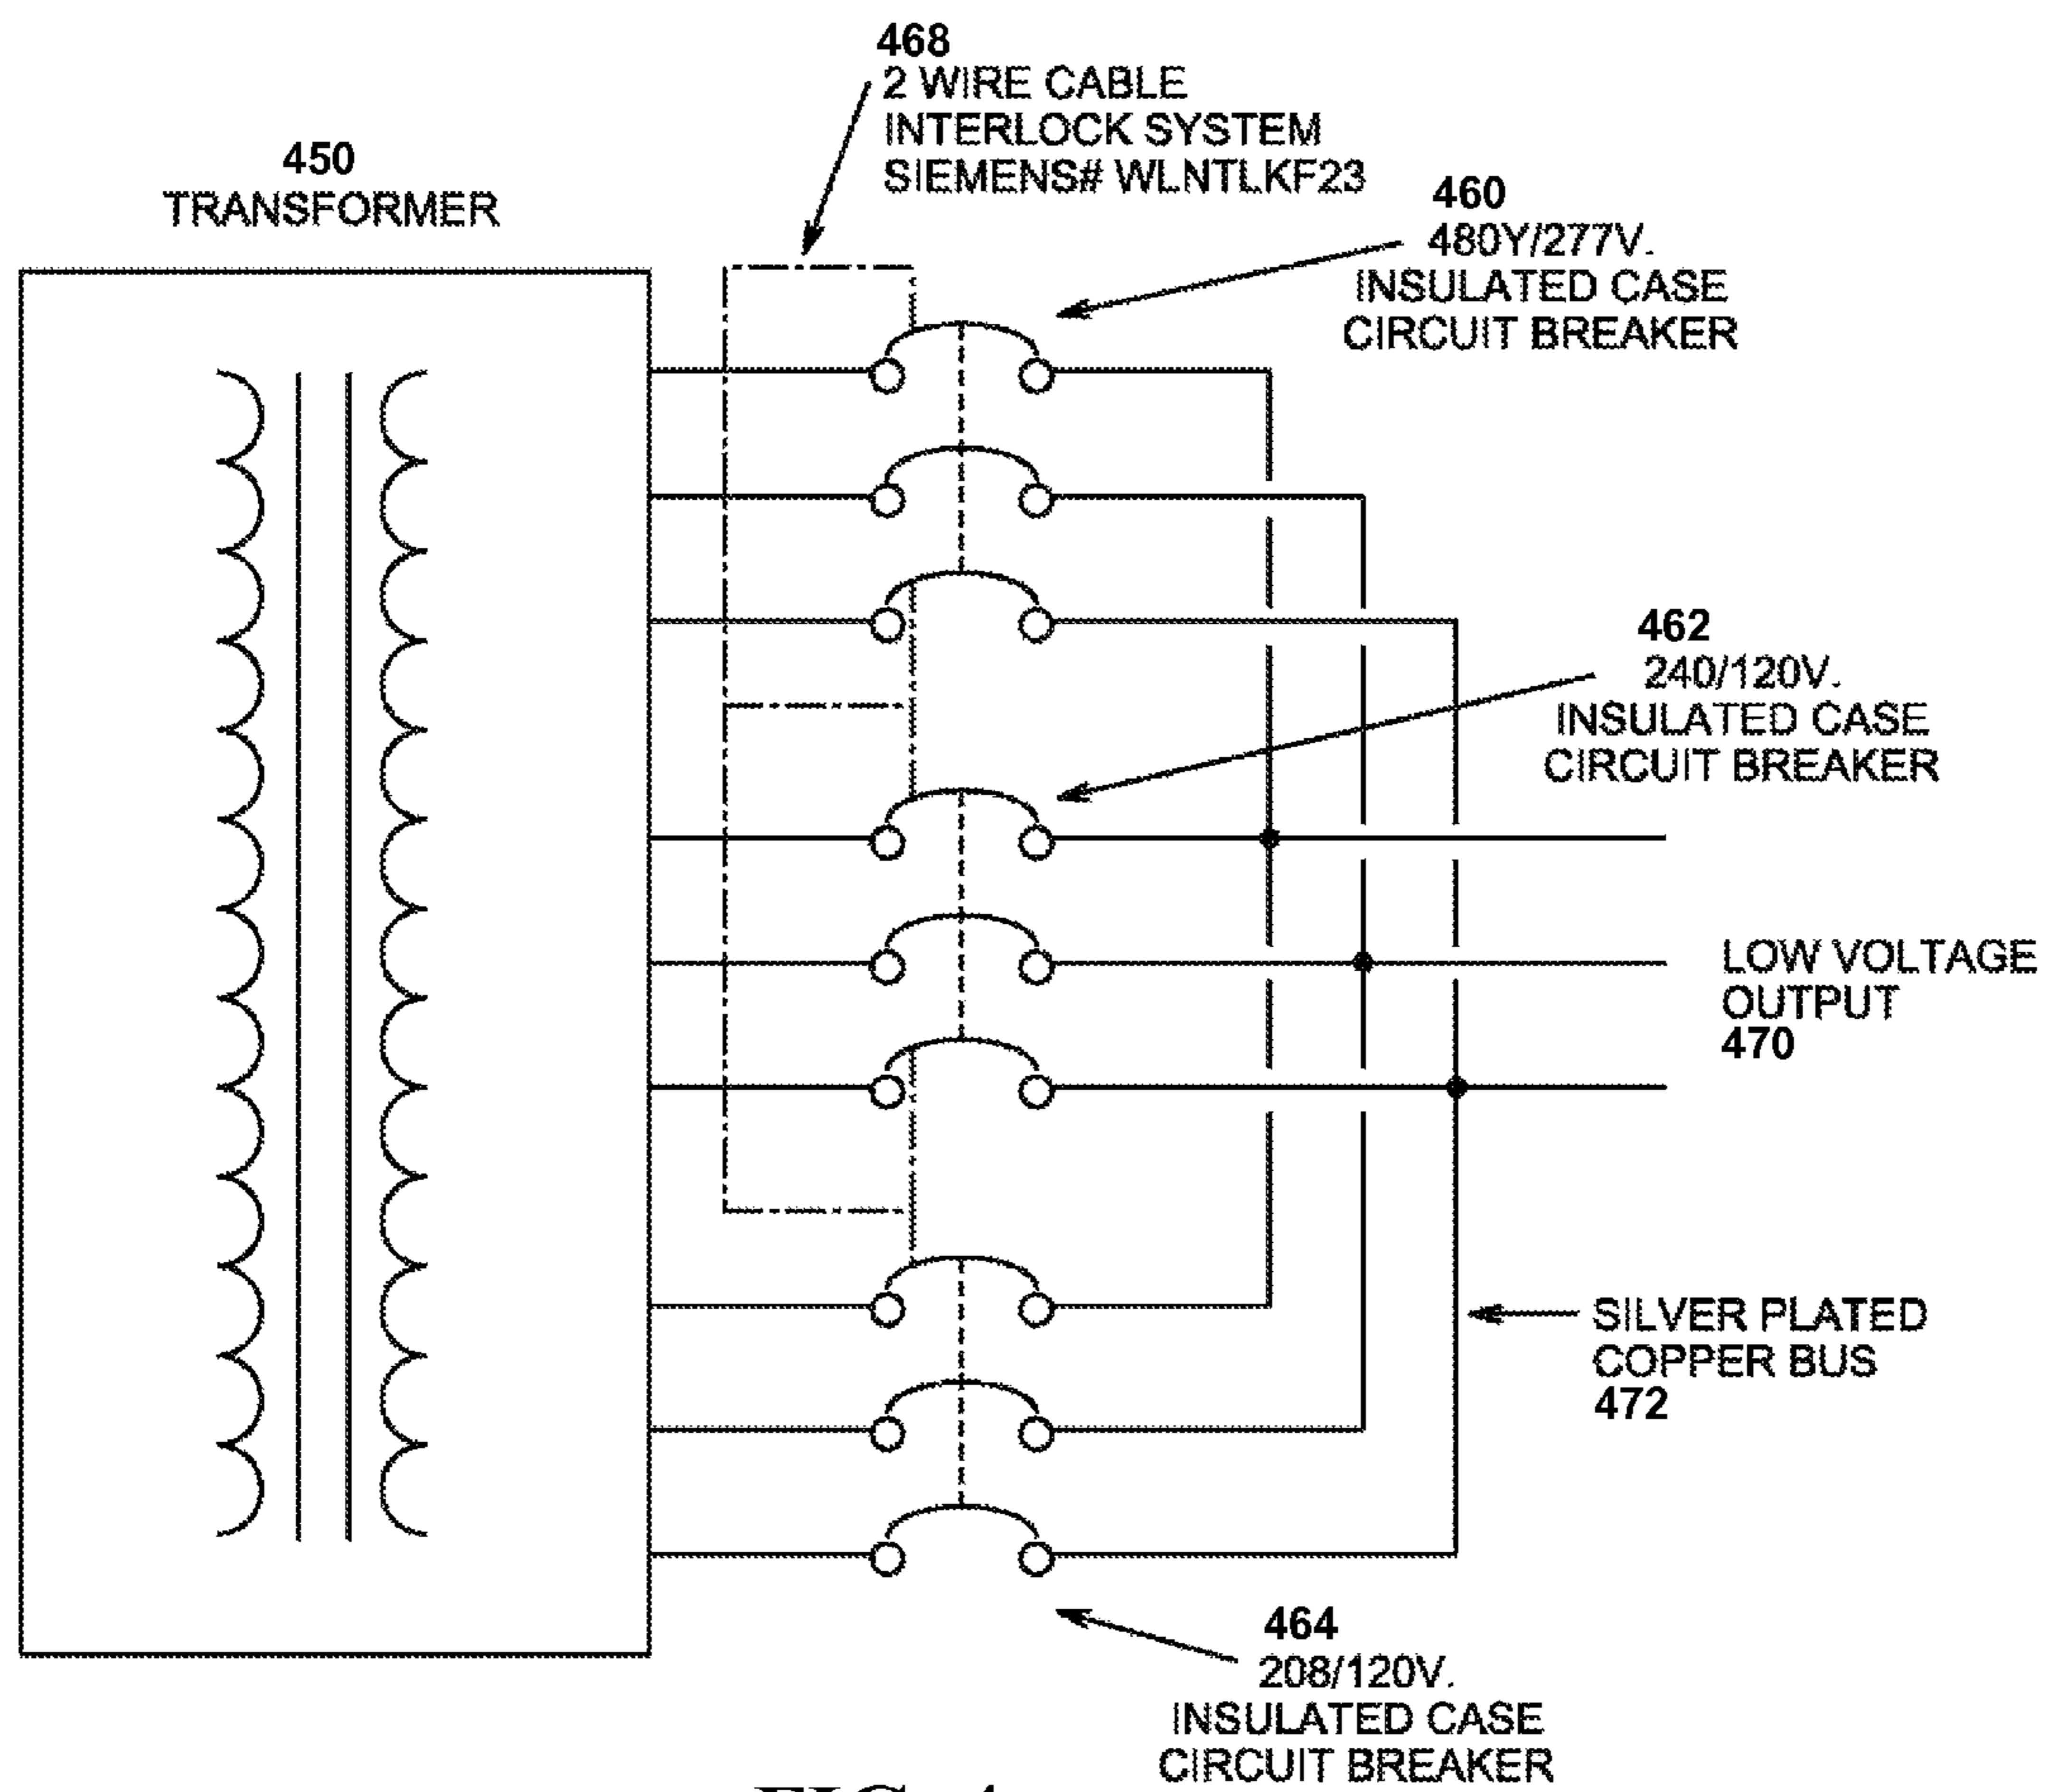 468
2 WIRE CABLE
INTERLOCK SYSTEM
SIEMENS# WLNTLKF23
450
TRANSFORMER
460
480Y/277V.
INSULATED CASE
CIRCUIT BREAKER
462
240/120V.
INSULATED CASE
CIRCUIT BREAKER
LOW VOLTAGE
OUTPUT
470
SILVER PLATED
COPPER BUS
472
464
208/120V.
INSULATED CASE
CIRCUIT BREAKER